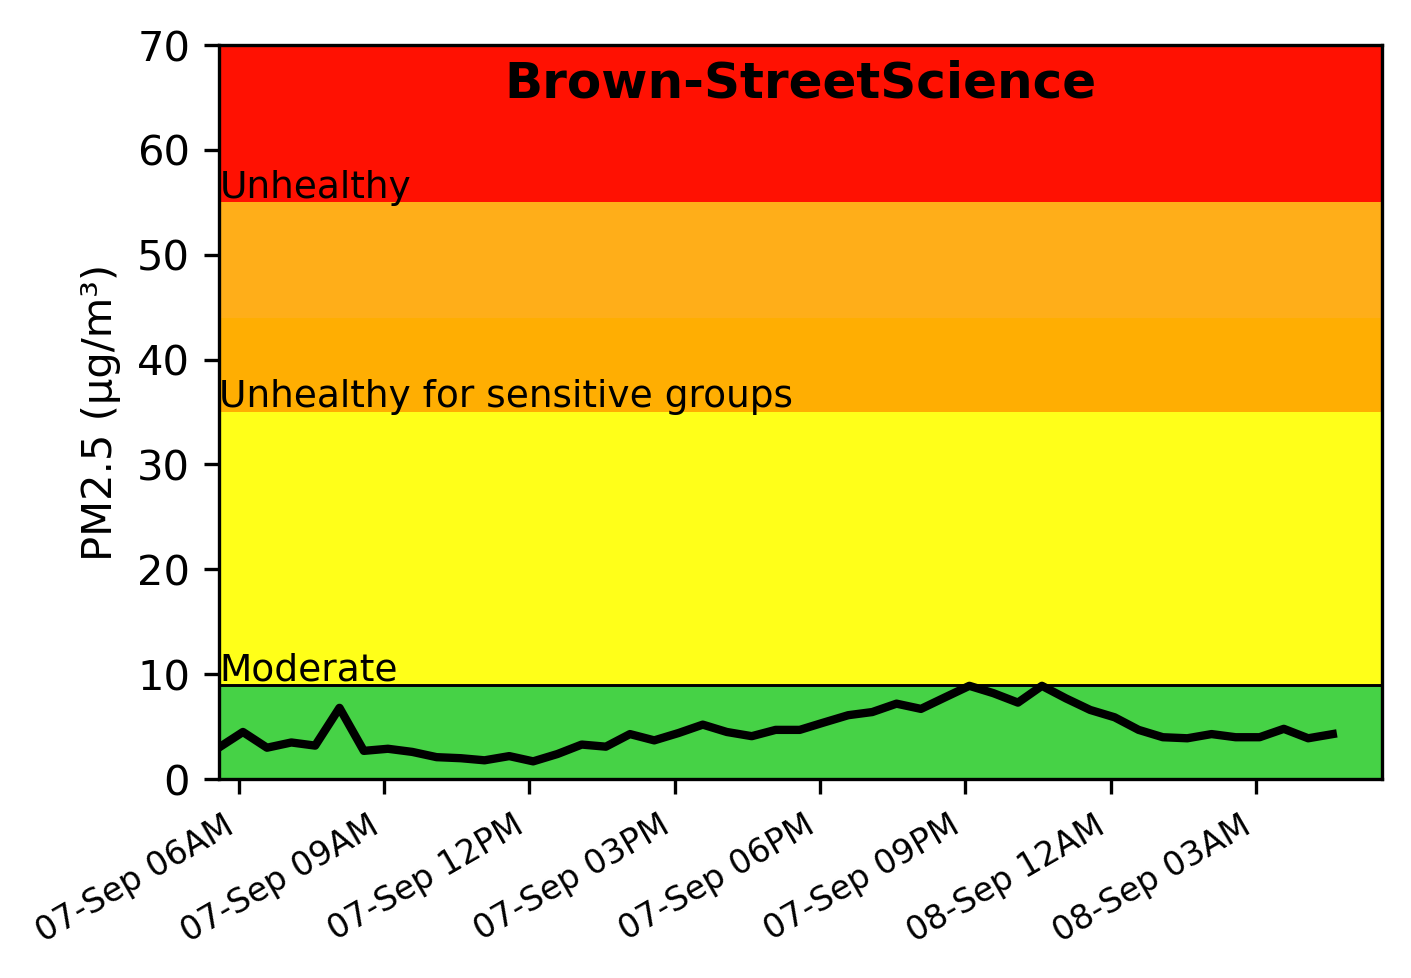 Brown-StreetScience
70
60
50
40
30
20
10
0
PM2.5 (µg/m³)
Unhealthy
Unhealthy for sensitive groups
Moderate
07-Sep 06AM
07-Sep 09AM
07-Sep 12PM
07-Sep 03PM
07-Sep 06PM
07-Sep 09PM
08-Sep 12AM
08-Sep 03AM